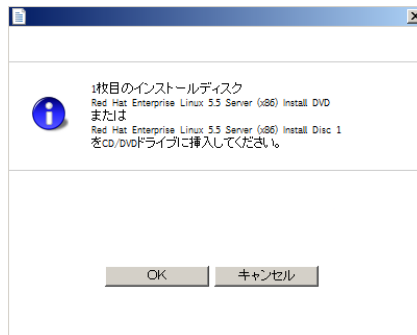 1枚目のインストールディスク
Red Hat Enterprise Linux 5.5 Server (x86) Install DVD
または
Red Hat Enterprise Linux 5.5 Server (x86) Install Disc 1
をCD/DVDドライブに挿入してください。
OK
キャンセル